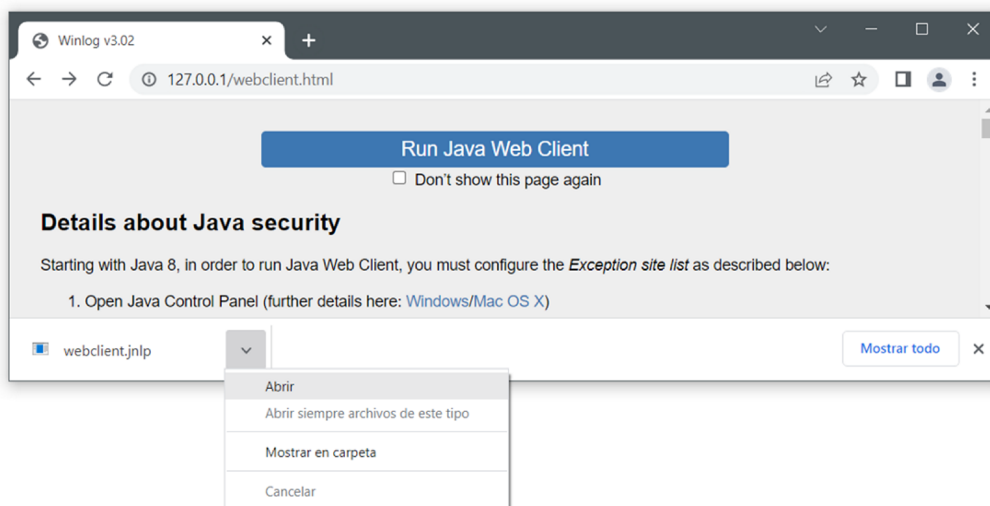 Winlog v3.02
127.0.0.1/webclient.html
Run Java Web Client
Don't show this page again
Details about Java security
Starting with Java 8, in order to run Java Web Client, you must configure the Exception site list as described below:
1. Open Java Control Panel (further details here: Windows/Mac OS X)
webclient.jnlp
Mostrar todo
Abrir
Abrir siempre archivos de este tipo
Mostrar en carpeta
Cancelar